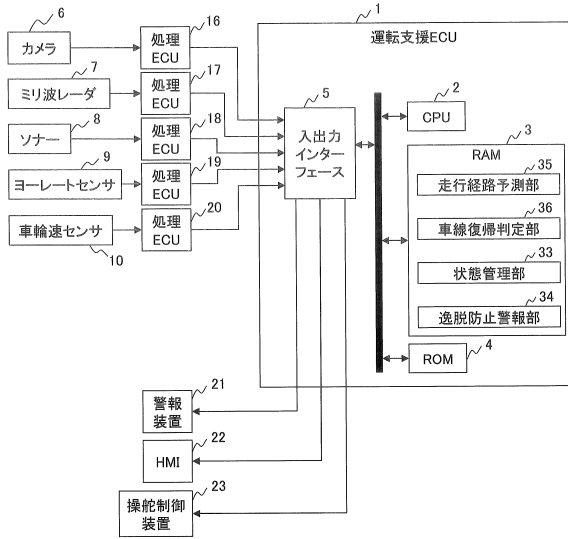 1
運転支援ECU
6
カメラ
16
処理
ECU
7
ミリ波レーダ
17
処理
ECU
8
ソナー
18
処理
ECU
9
ヨーレートセンサ
19
処理
ECU
車輪速センサ
10
20
処理
ECU
5
入出力
インター
フェース
2
CPU
3
RAM
35
走行経路予測部
36
車線復帰判定部
33
状態管理部
34
逸脱防止警報部
4
ROM
21
警報
装置
22
HMI
23
操舵制御
装置